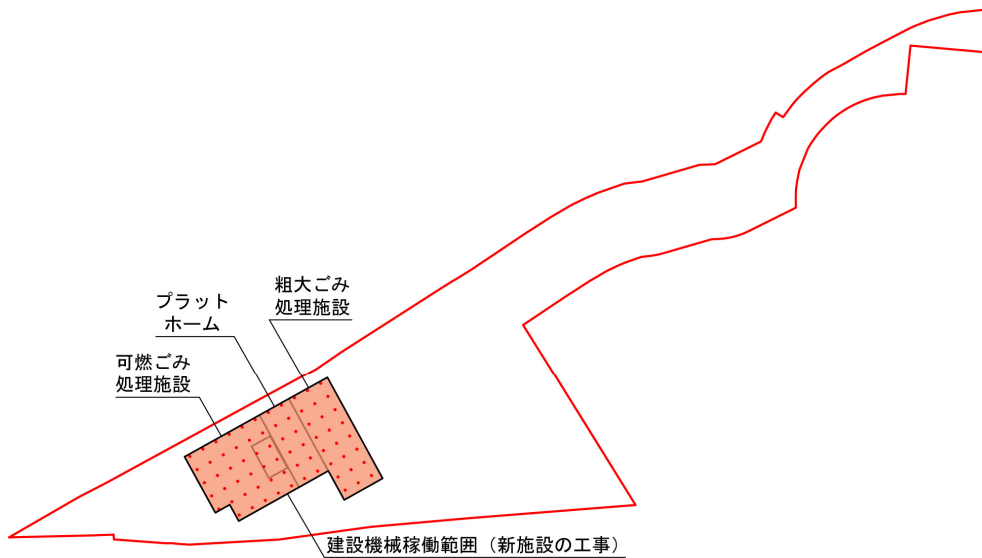 粗大ごみ
処理施設
プラット
ホーム
可燃ごみ
処理施設
建設機械稼働範囲（新施設の工事）